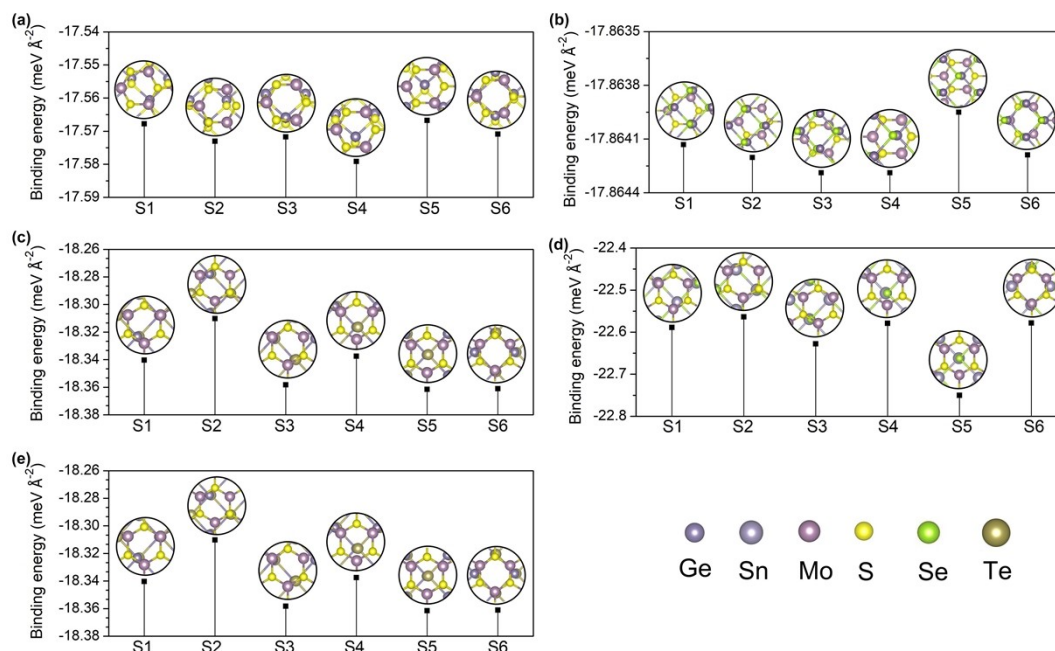 (a)
Binding energy (meV Å-2)
-17.54
-17.55
-17.56
-17.57
-17.58
-17.59
S1 S2 S3 S4 S5 S6
(b)
Binding energy (meV Å-2)
-17.8635
-17.8638
-17.8641
-17.8644
S1 S2 S3 S4 S5 S6
(c)
Binding energy (meV Å-2)
-18.26
-18.28
-18.30
-18.32
-18.34
-18.36
-18.38
S1 S2 S3 S4 S5 S6
(d)
Binding energy (meV Å-2)
-22.4
-22.5
-22.6
-22.7
-22.8
S1 S2 S3 S4 S5 S6
(e)
Binding energy (meV Å-2)
-18.26
-18.30
-18.32
-18.34
-18.36
-18.38
S1 S2 S3 S4 S5 S6
Ge Sn Mo S Se Te